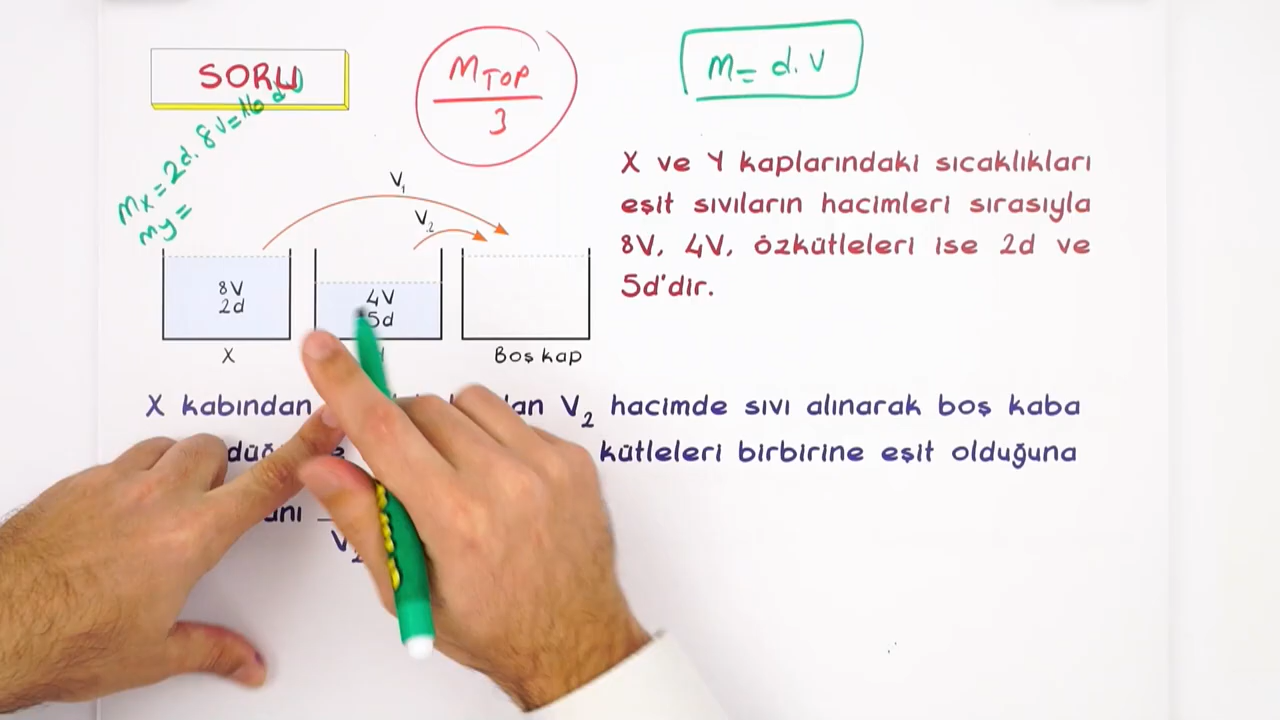 SORU
M TOP
3
m = d. V
mx = 2d. 8V = 16 dV
my =
X ve Y kaplarındaki sıcaklıkları
eşit sıvıların hacimleri sırasıyla
8V, 4V, özkütleleri ise 2d ve
5d'dir.
V1
V2
8V
2d
4V
5d
X
Boş kap
X kabından V2 hacimde sıvı alınarak boş kaba
kütleleri birbirine eşit olduğuna
V2